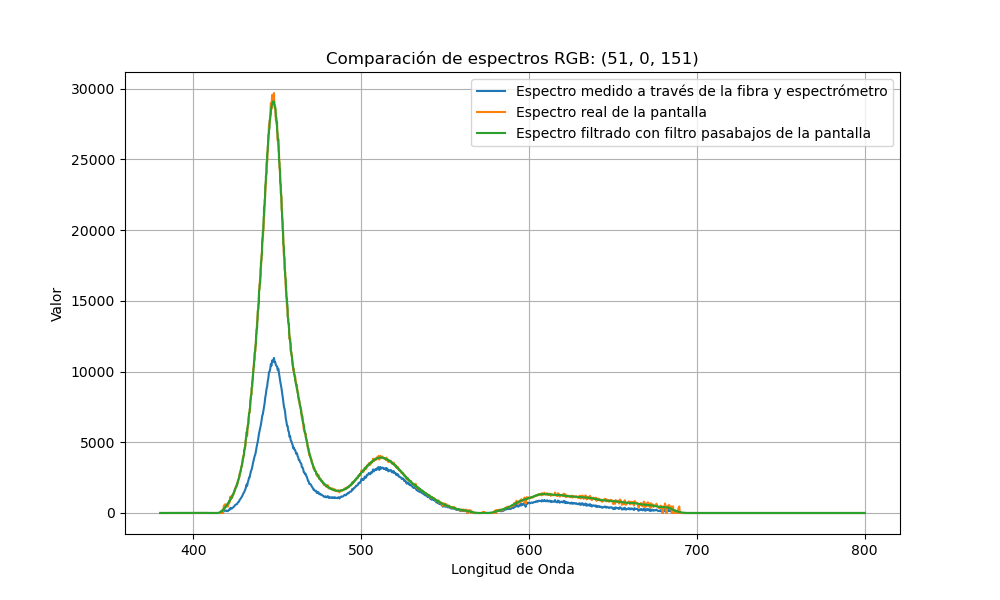 Comparación de espectros RGB: (51, 0, 151)
Espectro medido a través de la fibra y espectrómetro
Espectro real de la pantalla
Espectro filtrado con filtro pasabajos de la pantalla
Valor
30000
25000
20000
15000
10000
5000
0
400 500 600 700 800
Longitud de Onda